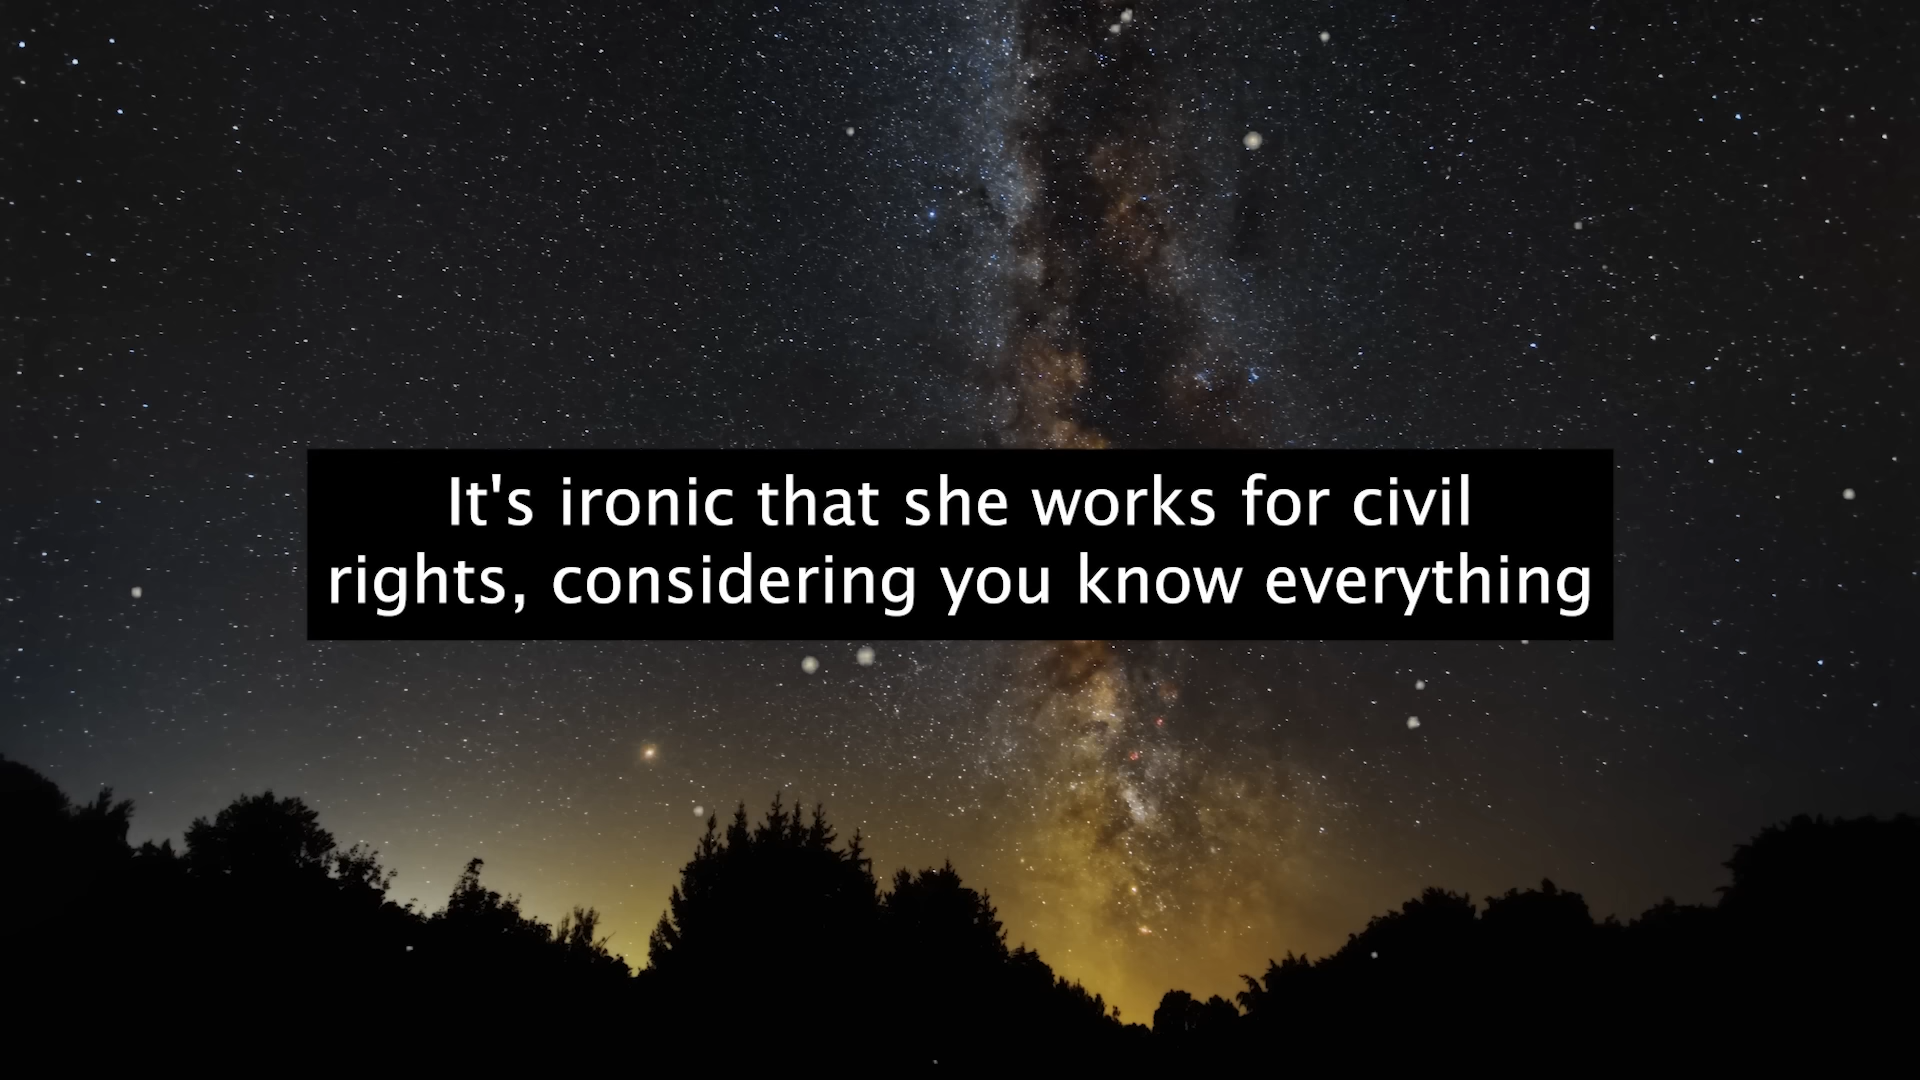 It's ironic that she works for civil
rights, considering you know everything